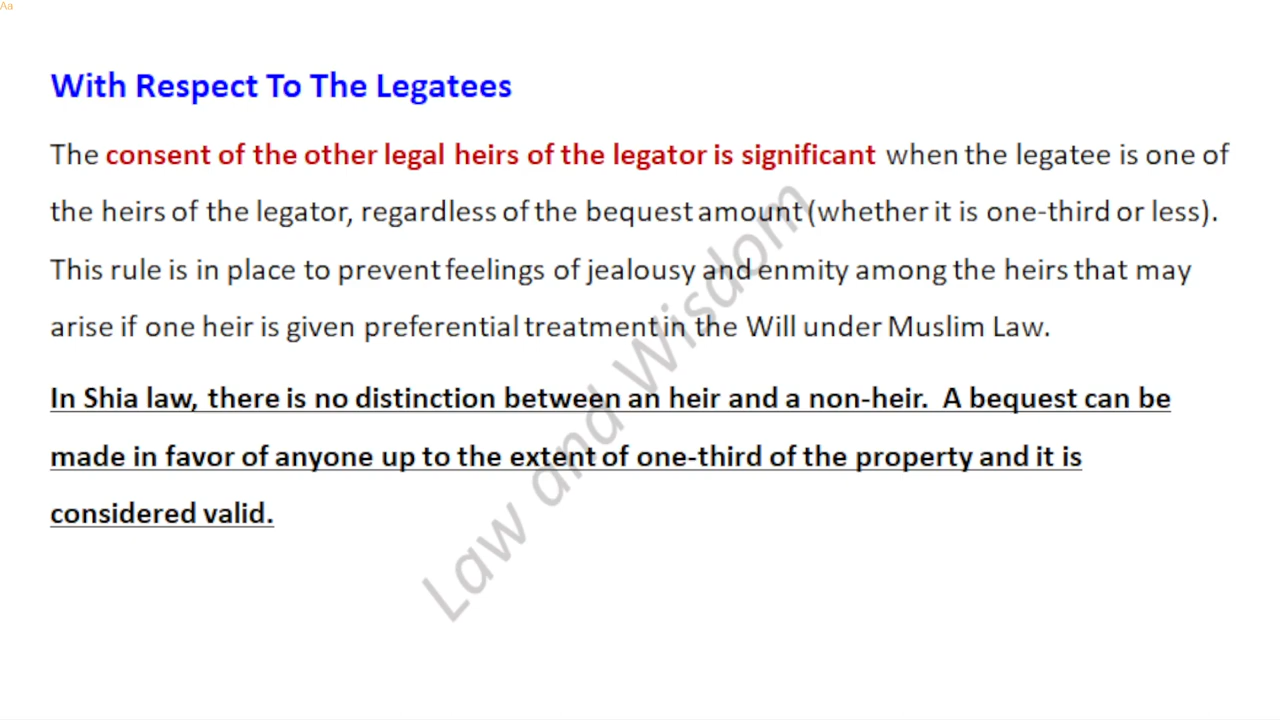 Aa
With Respect To The Legatees
The consent of the other legal heirs of the legator is significant when the legatee is one of
the heirs of the legator, regardless of the bequest amount (whether it is one-third or less).
This rule is in place to prevent feelings of jealousy and enmity among the heirs that may
arise if one heir is given preferential treatment in the Will under Muslim Law.
In Shia law, there is no distinction between an heir and a non-heir.  A bequest can be
made in favor of anyone up to the extent of one-third of the property and it is
considered valid.
Law and Wisdom